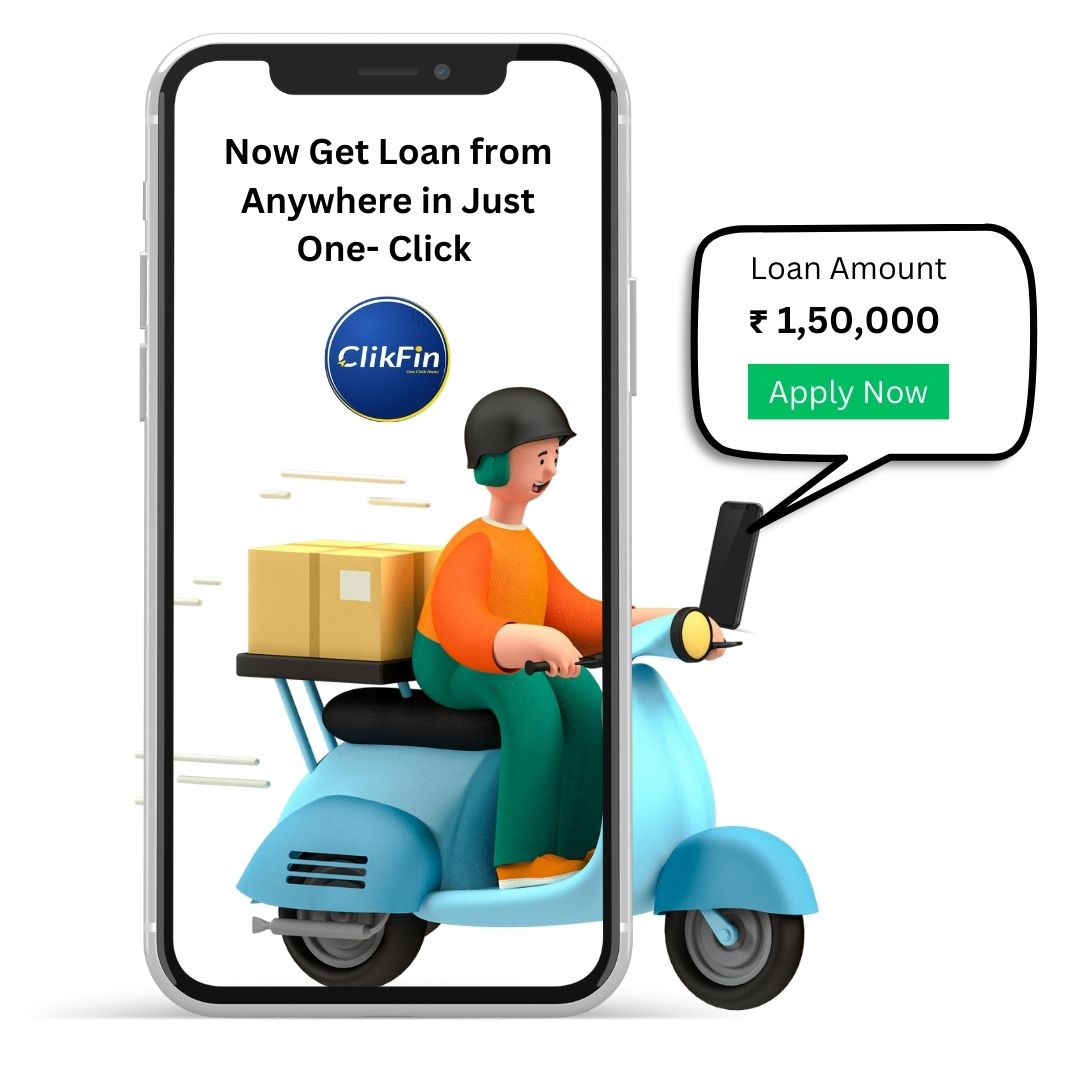 Now Get Loan from
Anywhere in Just
One- Click
ClikFin
One Click Away
Loan Amount
₹ 1,50,000
Apply Now